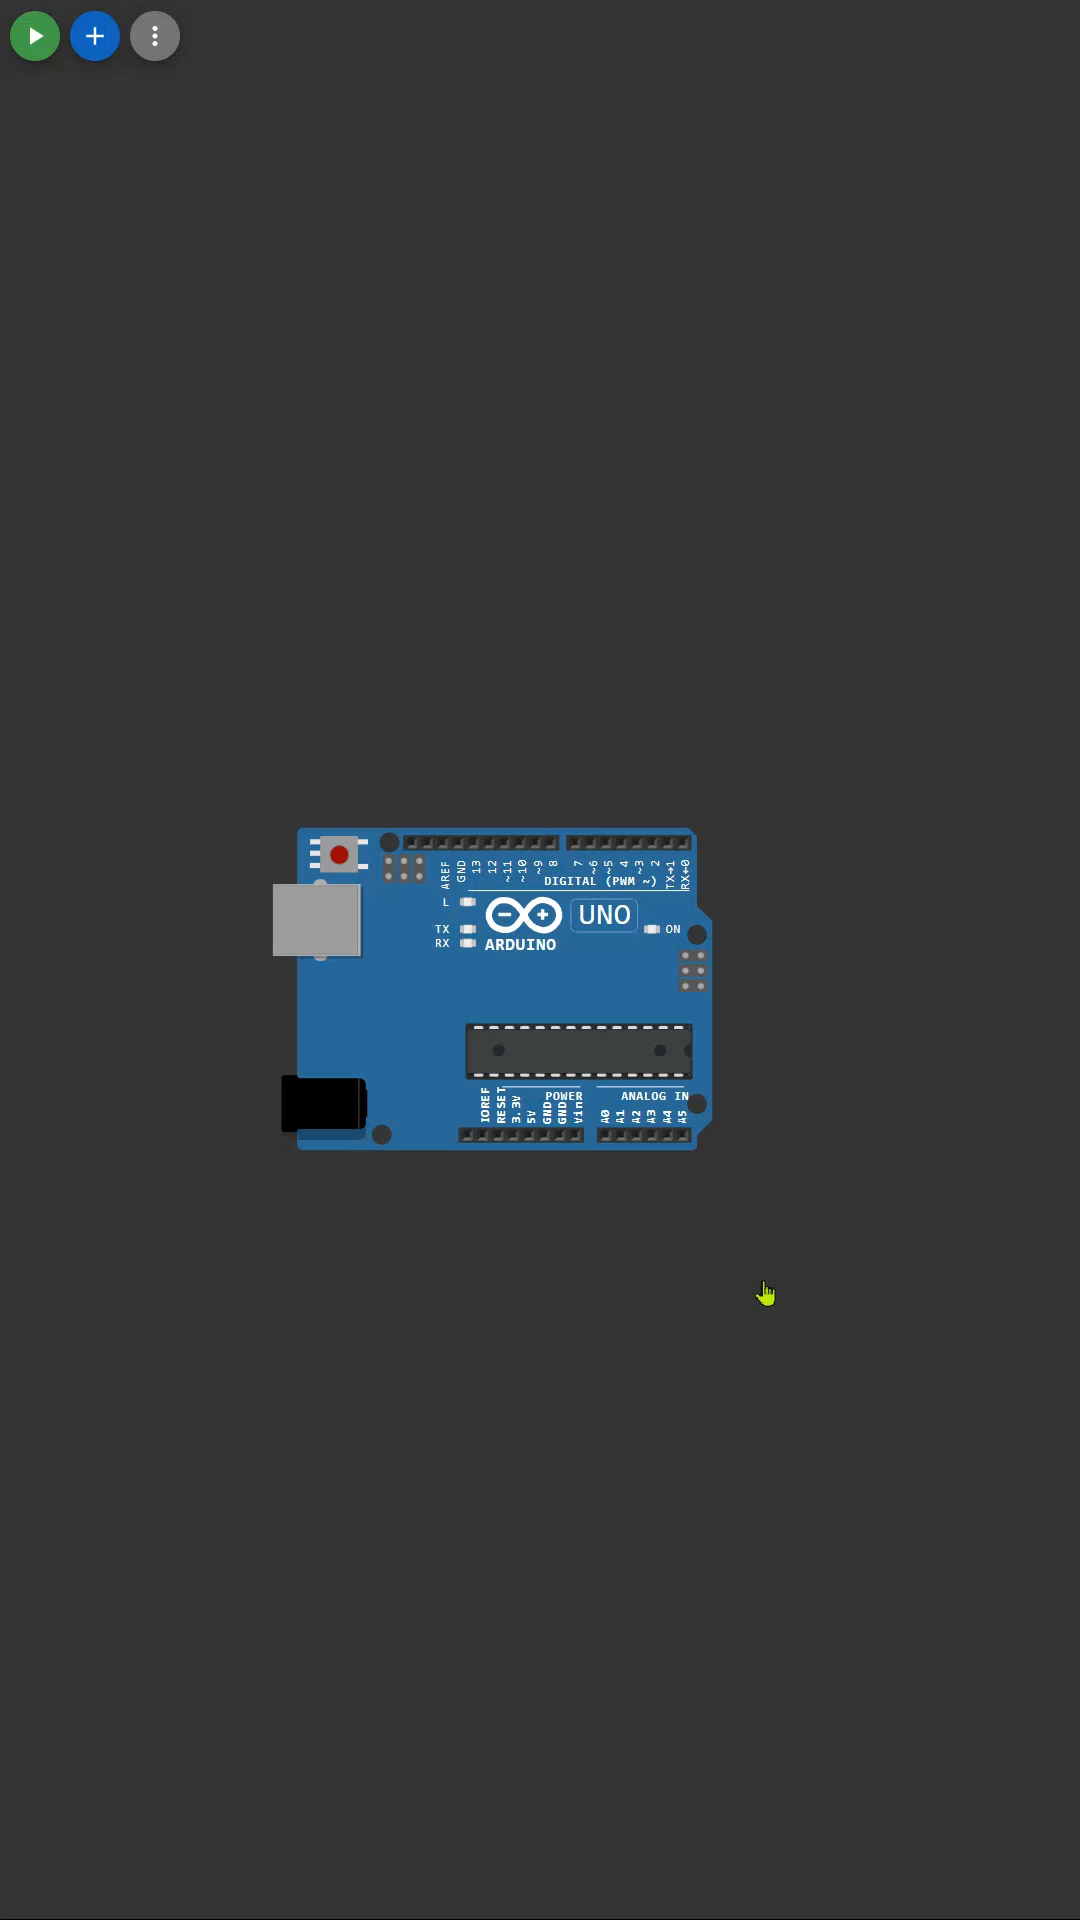 AREF
GND
13
12
~11
~10
~9
8
7
~6
~5
4
~3
2
TX→1
RX←0
DIGITAL (PWM ~)
L
TX
RX
UNO
ON
ARDUINO
POWER
ANALOG IN
IOREF
RESET
3.3V
5V
GND
GND
Vin
A0
A1
A2
A3
A4
A5